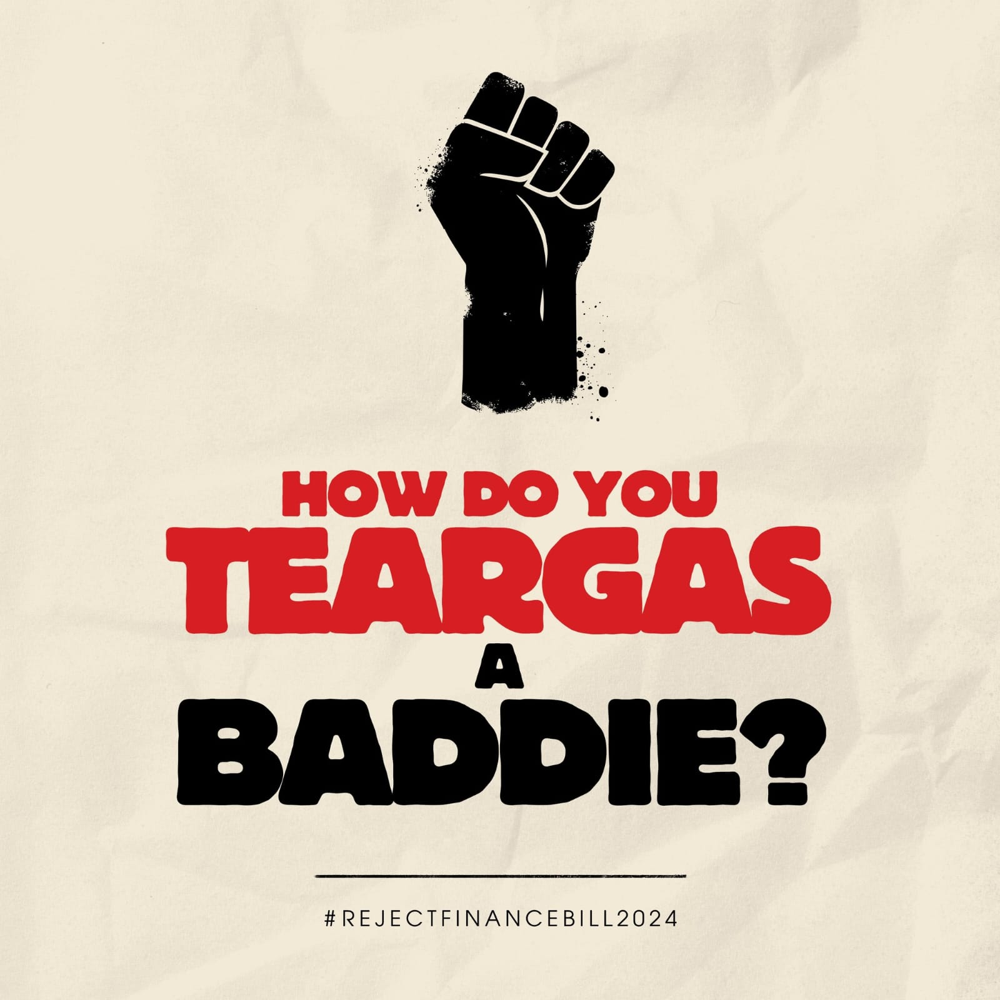 HOW DO YOU
TEARGAS
A
BADDIE?
#REJECTFINANCEBILL2024